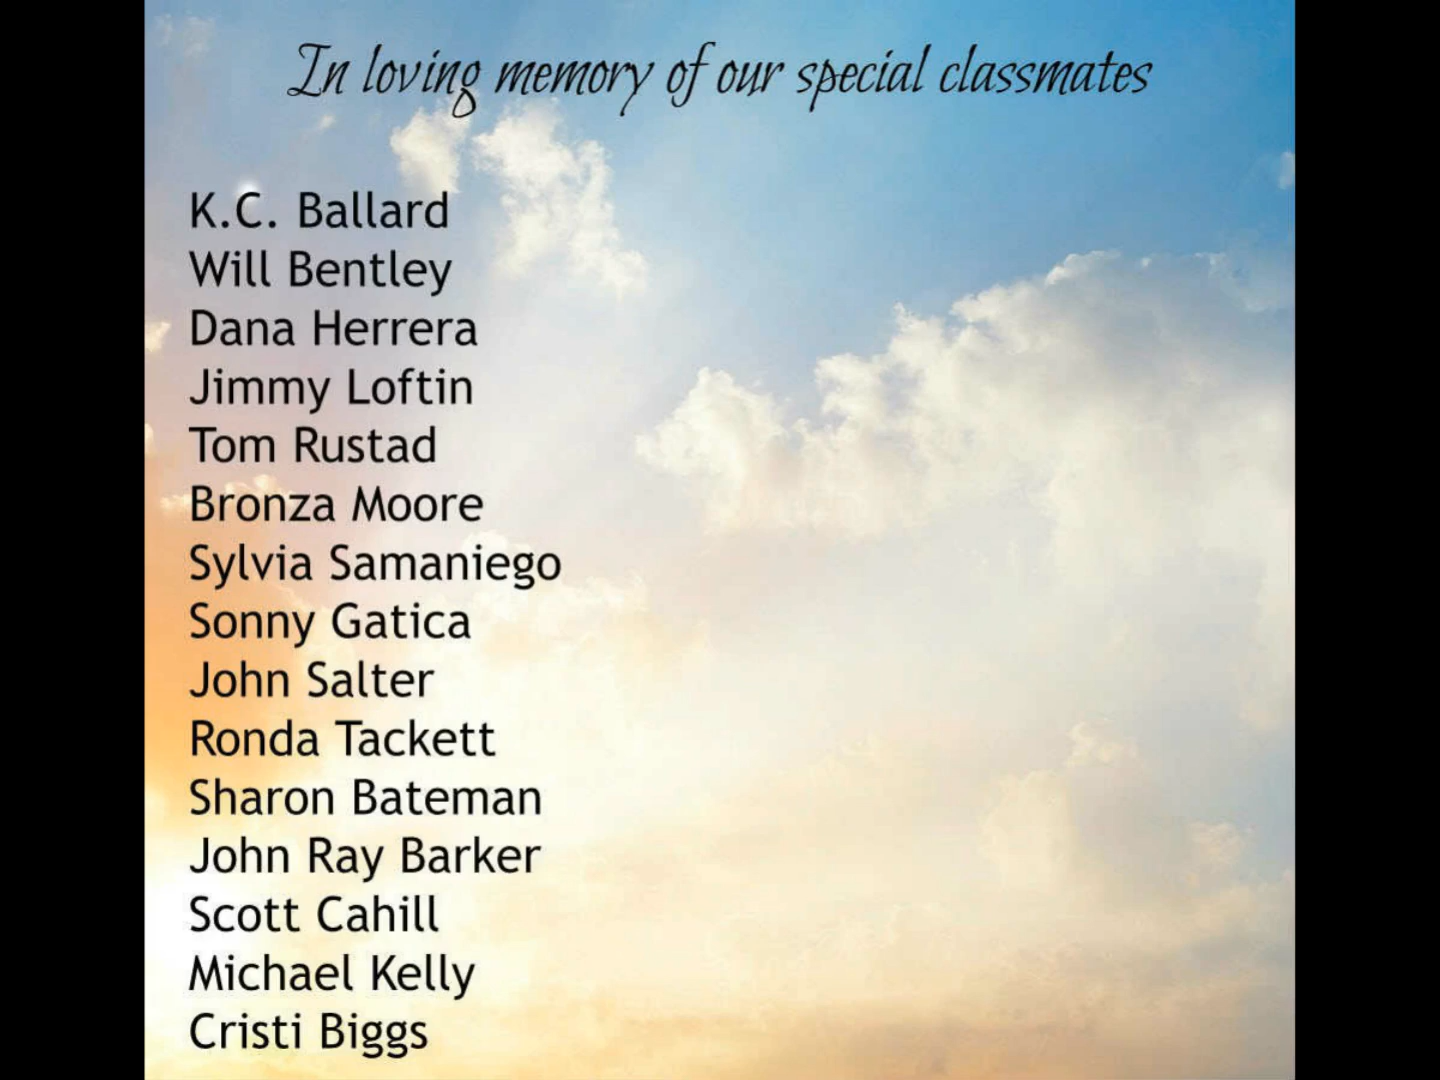 In loving memory of our special classmates
K.C. Ballard
Will Bentley
Dana Herrera
Jimmy Loftin
Tom Rustad
Bronza Moore
Sylvia Samaniego
Sonny Gatica
John Salter
Ronda Tackett
Sharon Bateman
John Ray Barker
Scott Cahill
Michael Kelly
Cristi Biggs